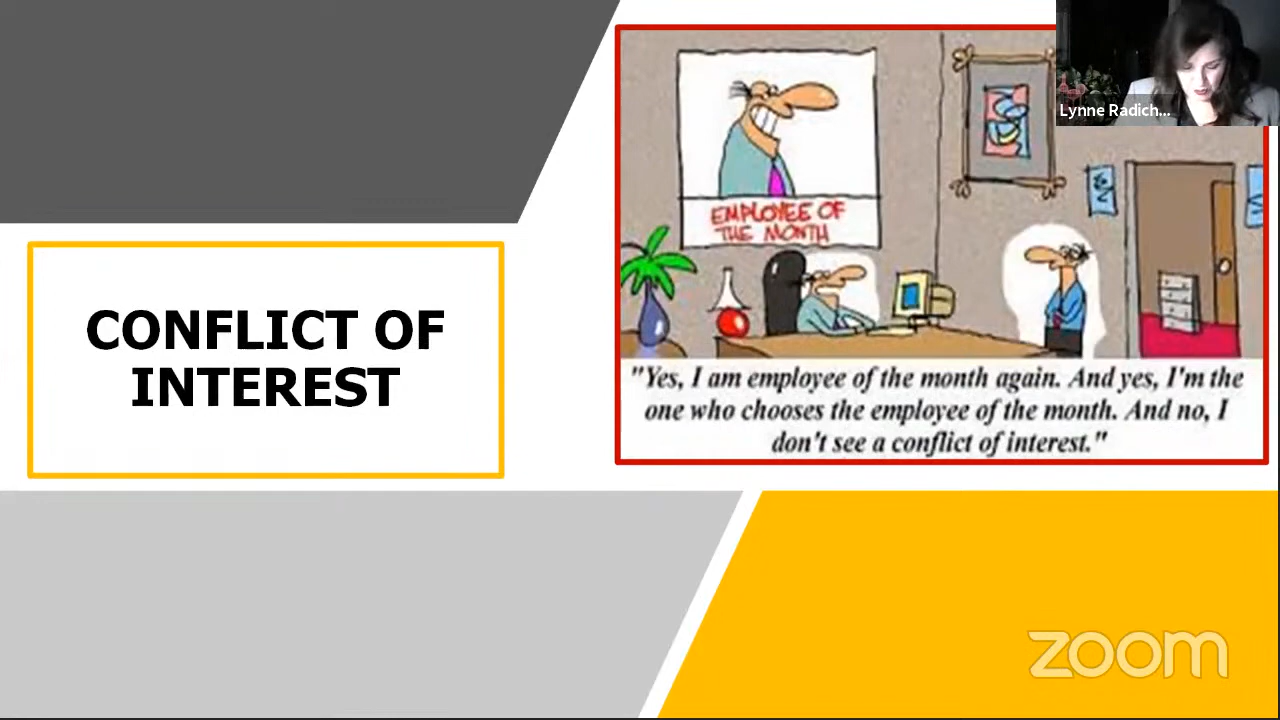 Lynne Radich...
EMPLOYEE OF
THE MONTH
CONFLICT OF
INTEREST
"Yes, I am employee of the month again. And yes, I'm the
one who chooses the employee of the month. And no, I
don't see a conflict of interest."
zoom